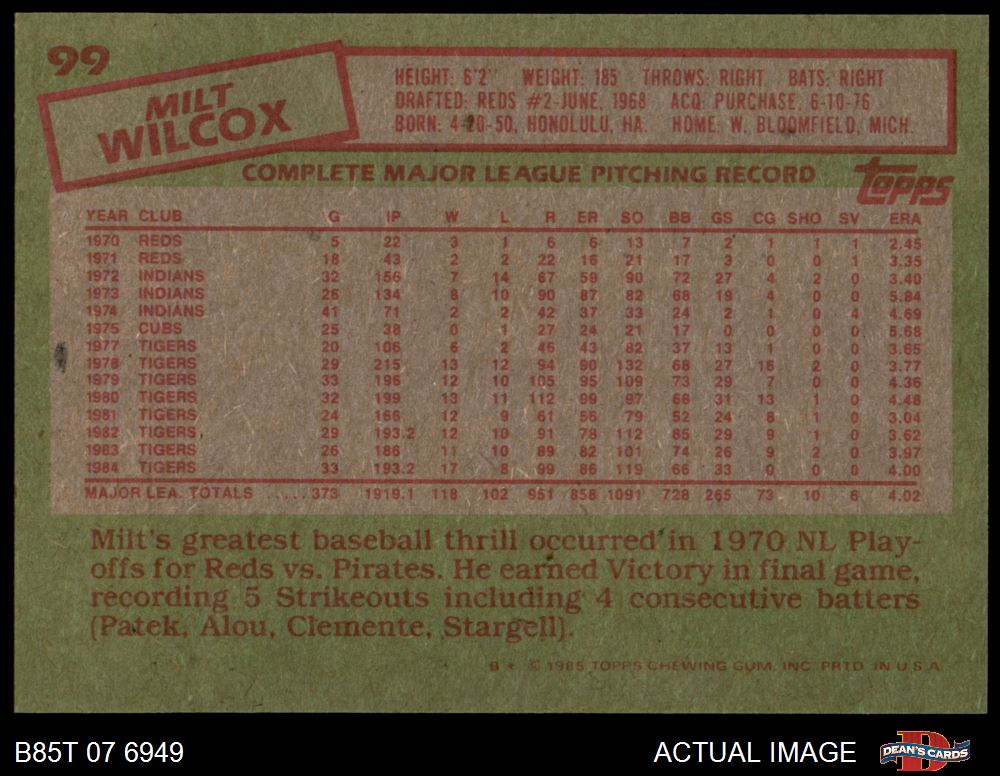 99
MILT
WILCOX
HEIGHT: 6'2" WEIGHT: 185 THROWS: RIGHT BATS: RIGHT
DRAFTED: REDS #2-JUNE, 1968 ACQ: PURCHASE, 6-10-76
BORN: 4-20-50, HONOLULU, HA. HOME: W. BLOOMFIELD, MICH.
COMPLETE MAJOR LEAGUE PITCHING RECORD
topps
YEAR CLUB G IP W L R ER SO BB GS CG SHO SV ERA
1970 REDS 5 22 3 1 6 6 13 7 2 1 1 1 2.45
1971 REDS 18 43 2 2 22 16 21 17 3 0 0 1 3.35
1972 INDIANS 32 156 7 14 67 59 90 72 27 4 2 0 3.40
1973 INDIANS 26 134 8 10 90 87 82 68 19 4 0 0 5.84
1974 INDIANS 41 71 2 2 42 37 33 24 2 1 0 4 4.69
1975 CUBS 25 38 0 1 27 24 21 17 0 0 0 0 5.68
1977 TIGERS 20 106 6 2 46 43 82 37 13 1 0 0 3.65
1978 TIGERS 29 215 13 12 94 90 132 68 27 16 2 0 3.77
1979 TIGERS 33 196 12 10 105 95 109 73 29 7 0 0 4.36
1980 TIGERS 32 199 13 11 112 99 97 68 31 13 1 0 4.48
1981 TIGERS 24 166 12 9 61 56 79 52 24 8 1 0 3.04
1982 TIGERS 29 193.2 12 10 91 78 112 85 29 9 1 0 3.62
1983 TIGERS 26 186 11 10 89 82 101 74 26 9 2 0 3.97
1984 TIGERS 33 193.2 17 8 99 86 119 66 33 0 0 0 4.00
MAJOR LEA. TOTALS ..... 373 1919.1 118 102 951 858 1091 728 265 73 10 6 4.02
Milt's greatest baseball thrill occurred in 1970 NL Play-
offs for Reds vs. Pirates. He earned Victory in final game,
recording 5 Strikeouts including 4 consecutive batters
(Patek, Alou, Clemente, Stargell).
B * © 1985 TOPPS CHEWING GUM, INC. PRTD. IN U.S.A.
B85T 07 6949
ACTUAL IMAGE
D
DEAN'S CARDS